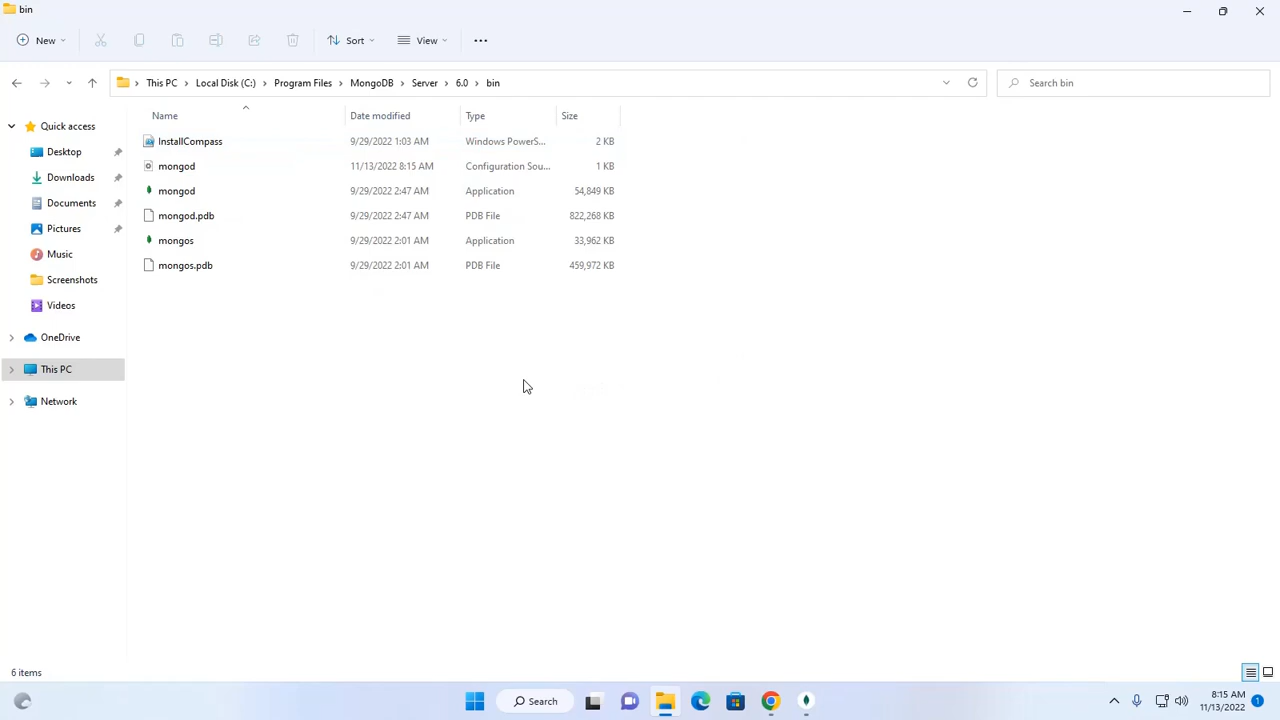 bin
New Sort View
This PC Local Disk (C:) Program Files MongoDB Server 6.0 bin Search bin
Name Date modified Type Size
Quick access
Desktop
Downloads
Documents
Pictures
Music
Screenshots
Videos
OneDrive
This PC
Network
InstallCompass 9/29/2022 1:03 AM Windows PowerS... 2 KB
mongod 11/13/2022 8:15 AM Configuration Sou... 1 KB
mongod 9/29/2022 2:47 AM Application 54,849 KB
mongod.pdb 9/29/2022 2:47 AM PDB File 822,268 KB
mongos 9/29/2022 2:01 AM Application 33,962 KB
mongos.pdb 9/29/2022 2:01 AM PDB File 459,972 KB
6 items
Search
8:15 AM
11/13/2022
1